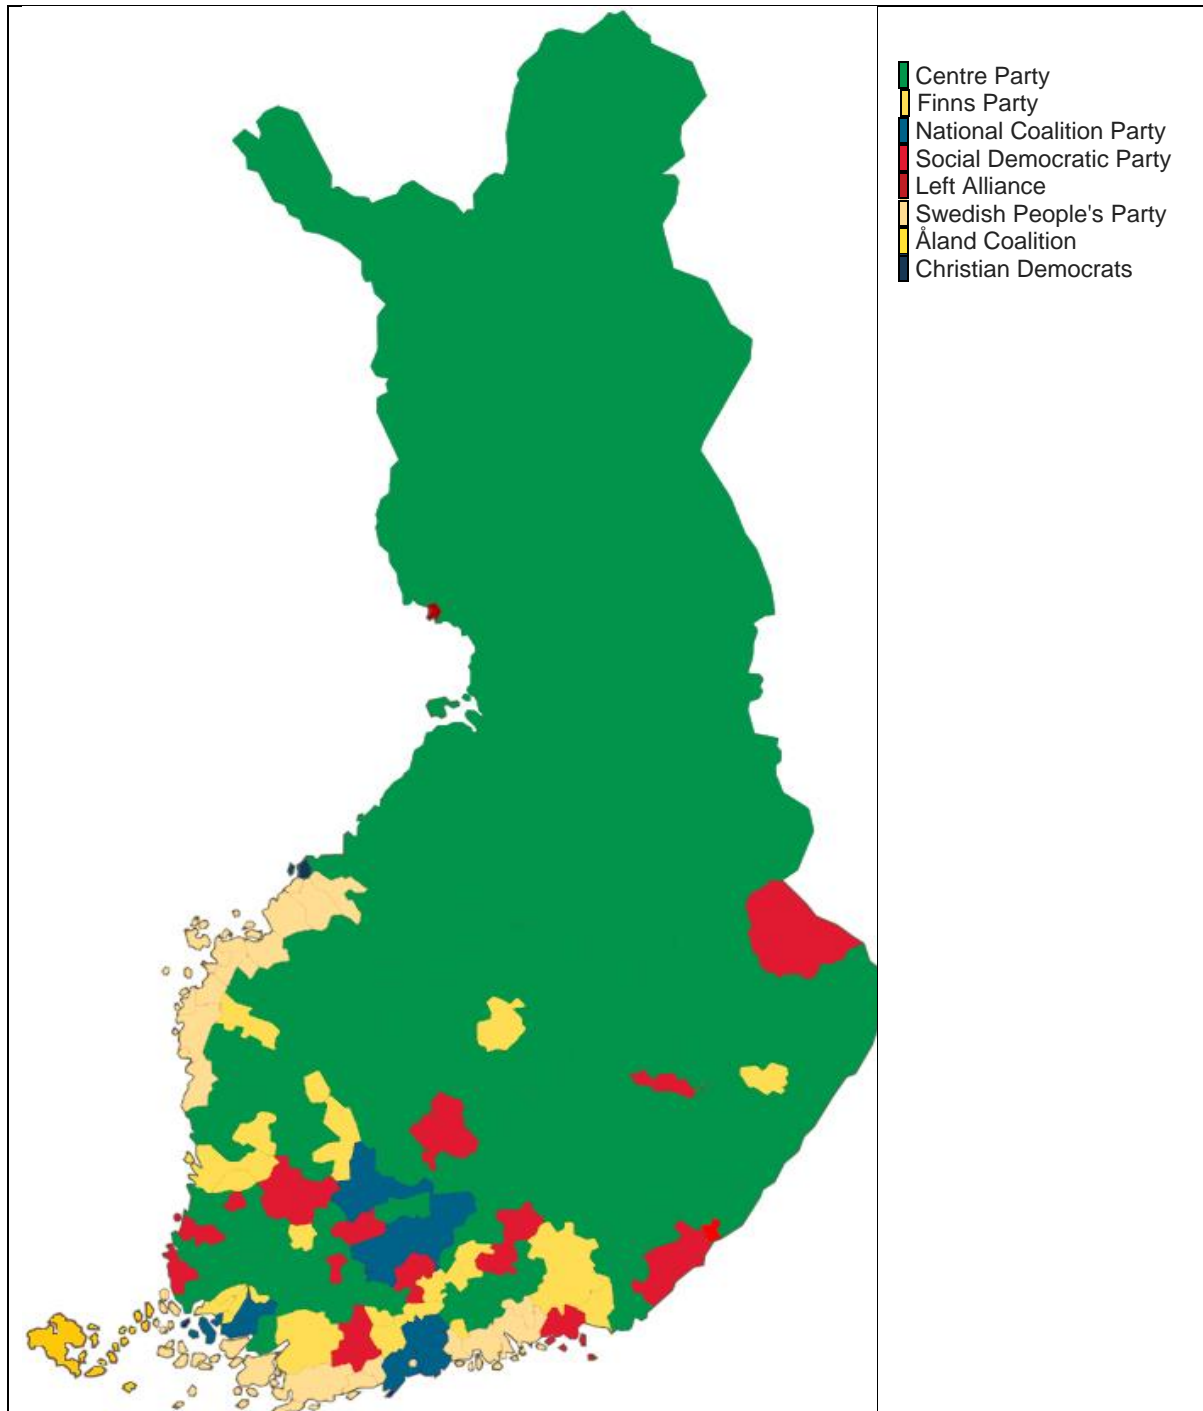 Centre Party
Finns Party
National Coalition Party
Social Democratic Party
Left Alliance
Swedish People's Party
Åland Coalition
Christian Democrats